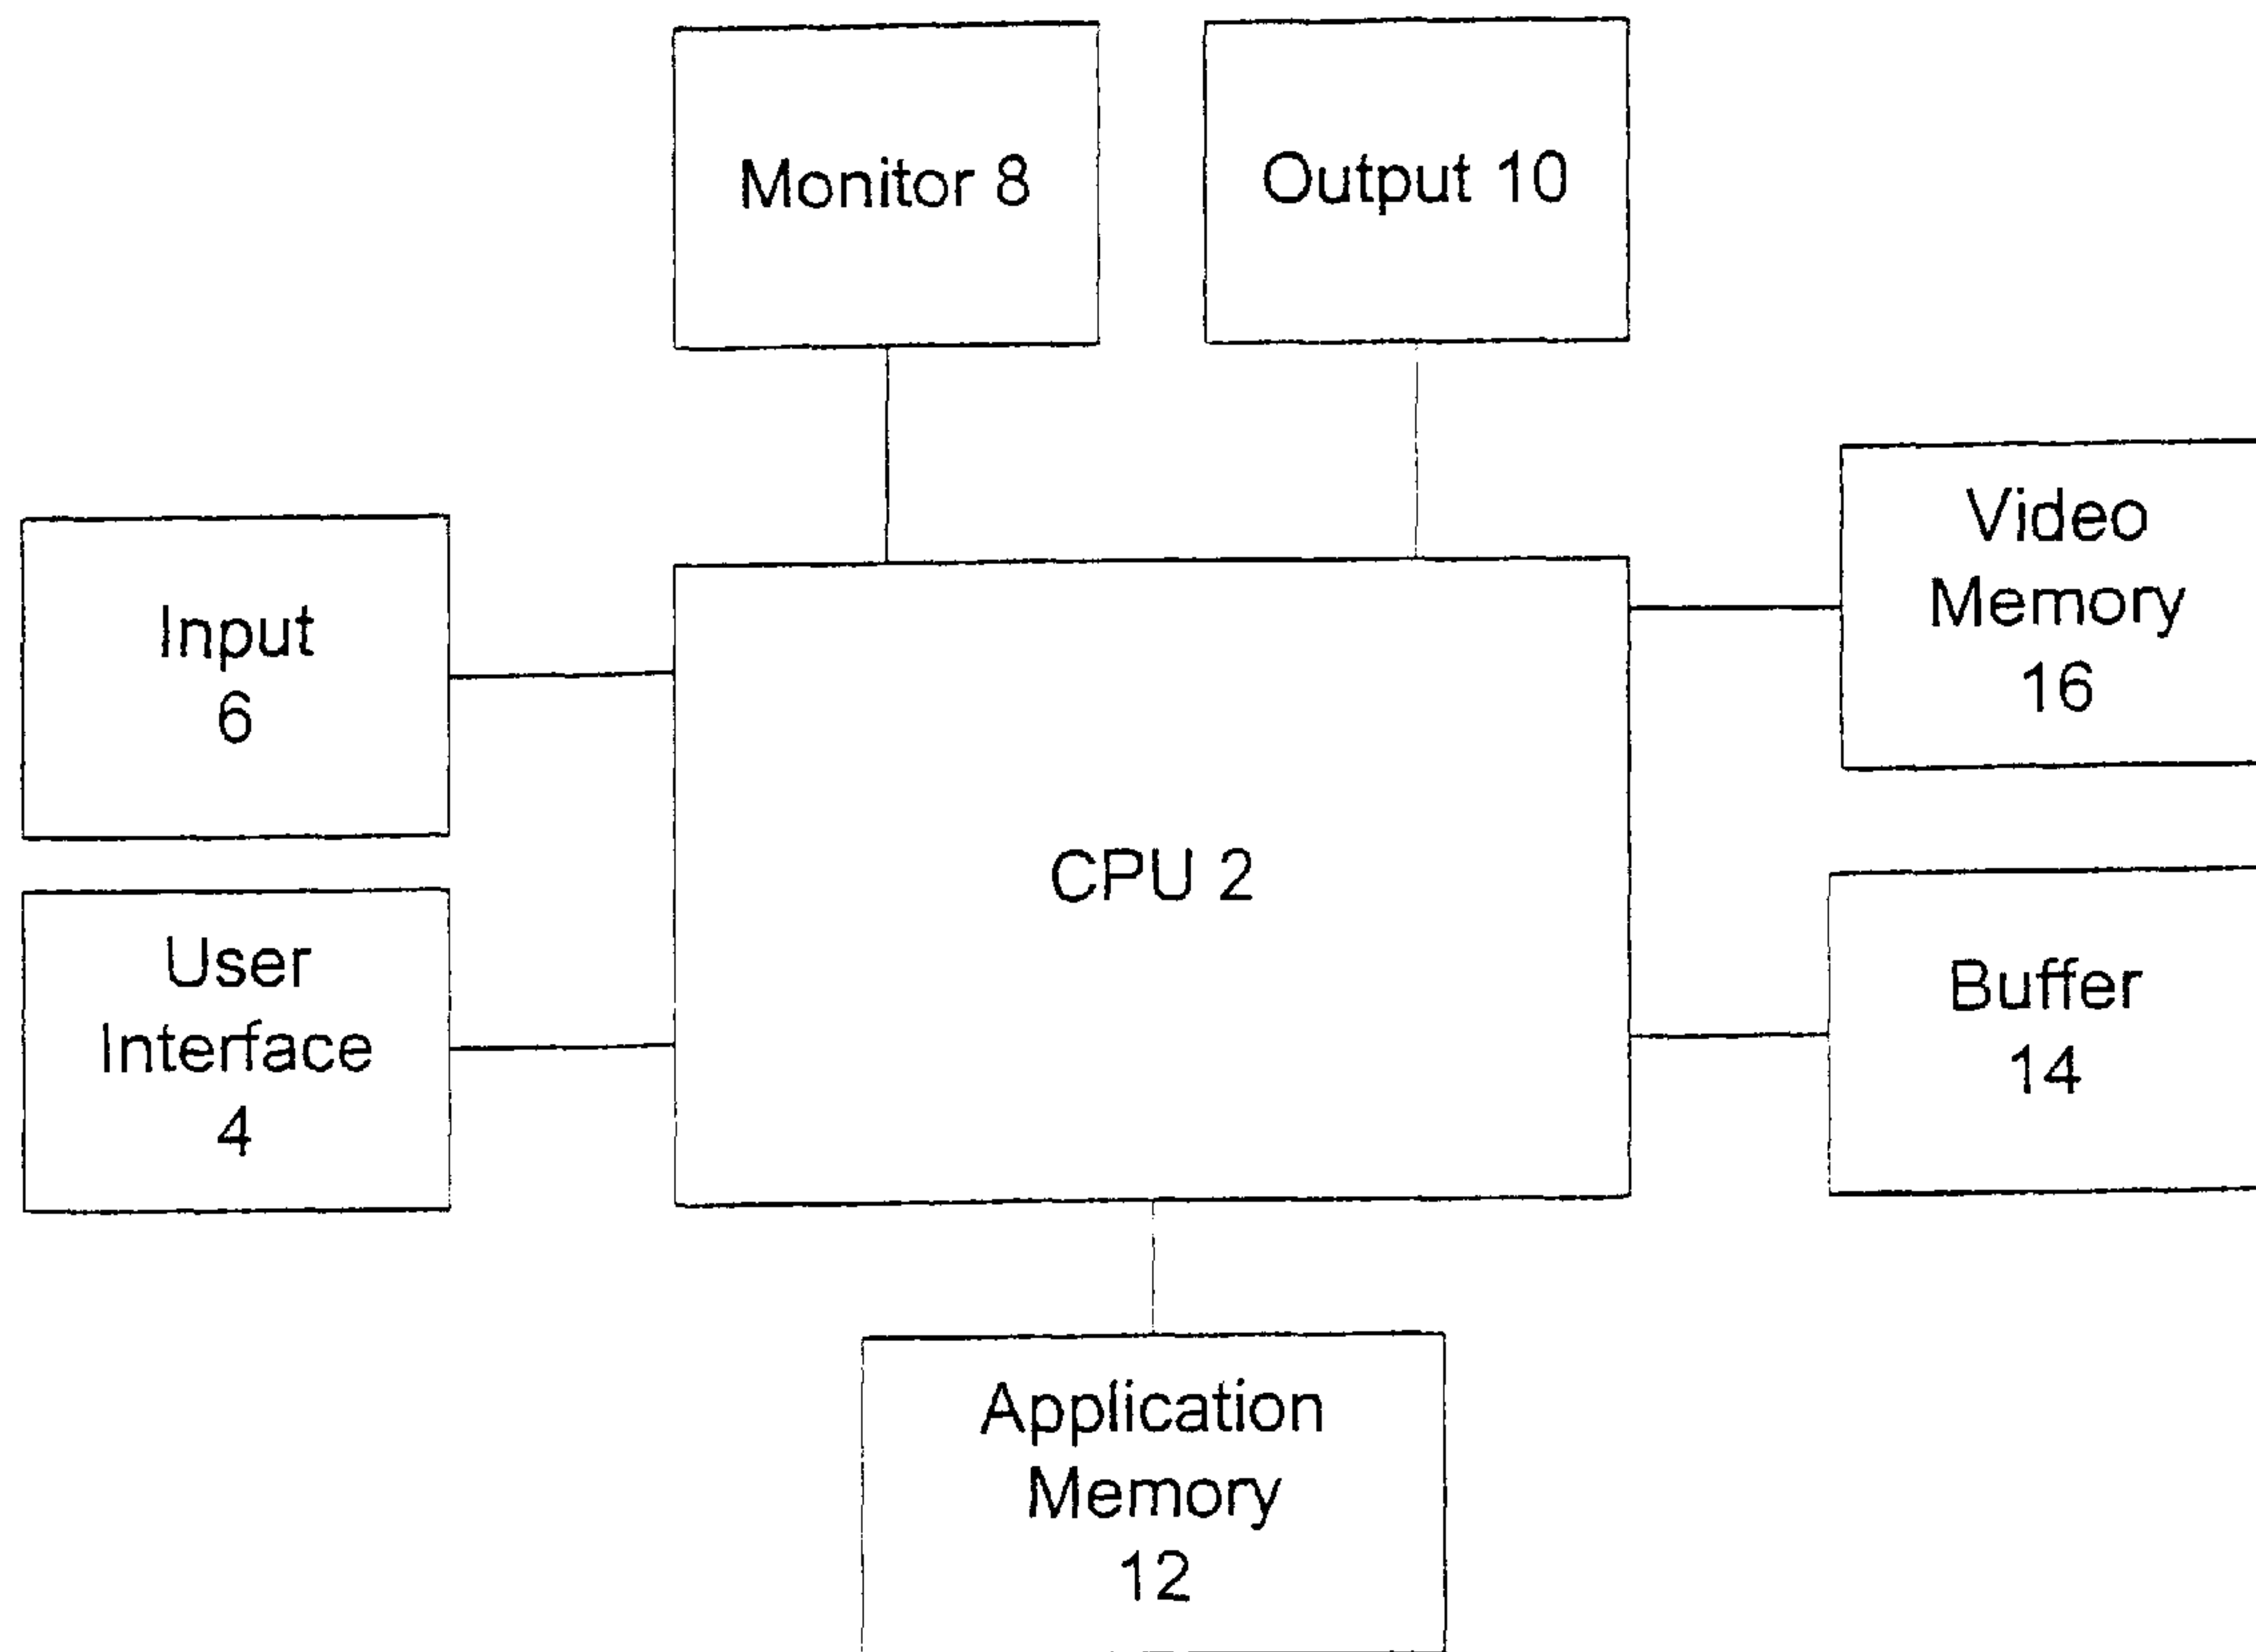 Monitor 8
Output 10
Video
Memory
16
Input
6
CPU 2
User
Interface
4
Buffer
14
Application
Memory
12